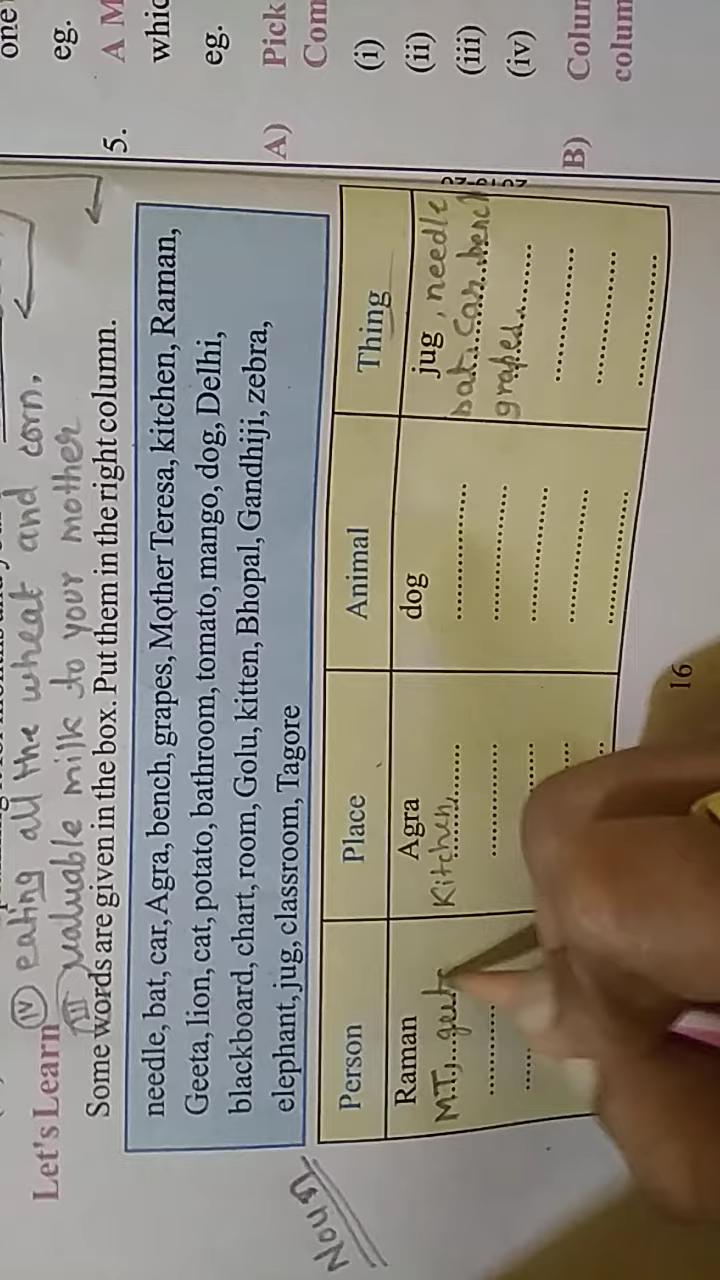 one
eg.
A M
whic
eg.
A) Pick
Com
(i)
(ii)
(iii)
(iv)
B) Colum
colum
(IV) eating all the wheat and corn.
(III) valuable milk to your mother
Let's Learn
5. Some words are given in the box. Put them in the right column.
needle, bat, car, Agra, bench, grapes, Mother Teresa, kitchen, Raman,
Geeta, lion, cat, potato, bathroom, tomato, mango, dog, Delhi,
blackboard, chart, room, Golu, kitten, Bhopal, Gandhiji, zebra,
elephant, jug, classroom, Tagore
Noun
Person Place Animal Thing
Raman Agra dog jug, needle
M.T, geeta Kitchen, bat, car, bench
grapes
16